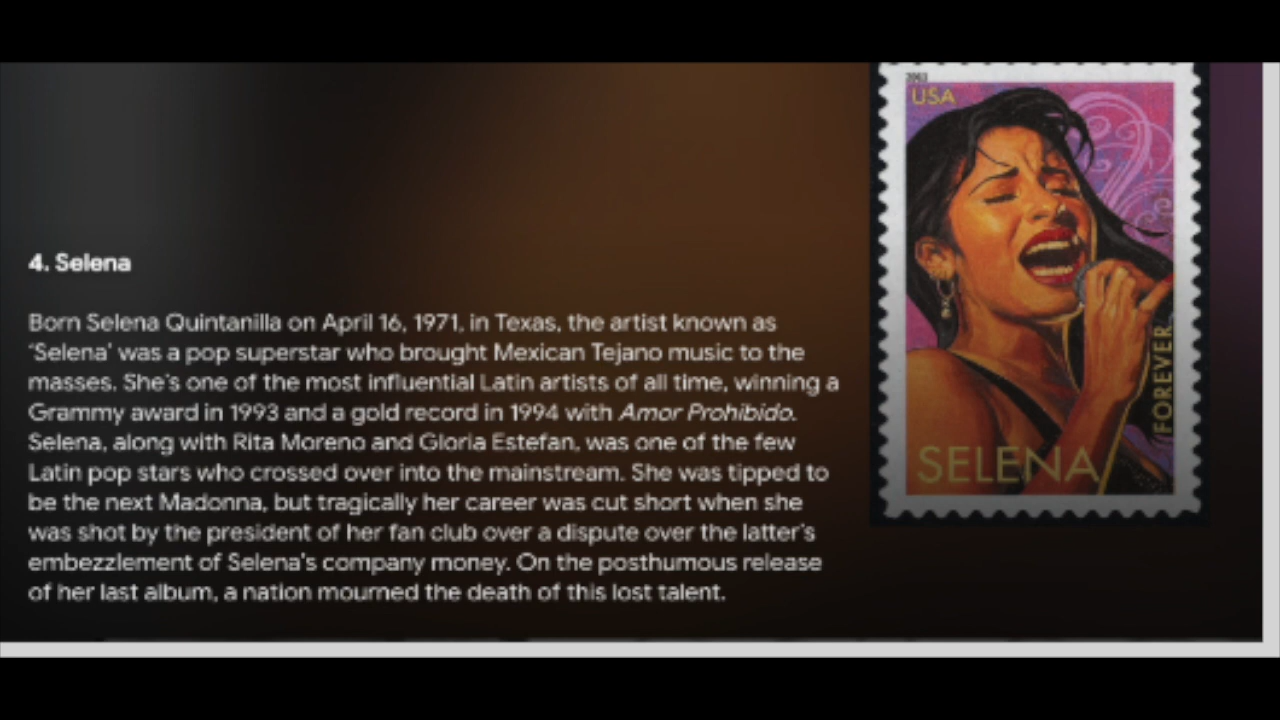 4. Selena
Born Selena Quintanilla on April 16, 1971, in Texas, the artist known as
‘Selena’ was a pop superstar who brought Mexican Tejano music to the
masses. She’s one of the most influential Latin artists of all time, winning a
Grammy award in 1993 and a gold record in 1994 with Amor Prohibido.
Selena, along with Rita Moreno and Gloria Estefan, was one of the few
Latin pop stars who crossed over into the mainstream. She was tipped to
be the next Madonna, but tragically her career was cut short when she
was shot by the president of her fan club over a dispute over the latter’s
embezzlement of Selena’s company money. On the posthumous release
of her last album, a nation mourned the death of this lost talent.
USA
FOREVER
SELENA